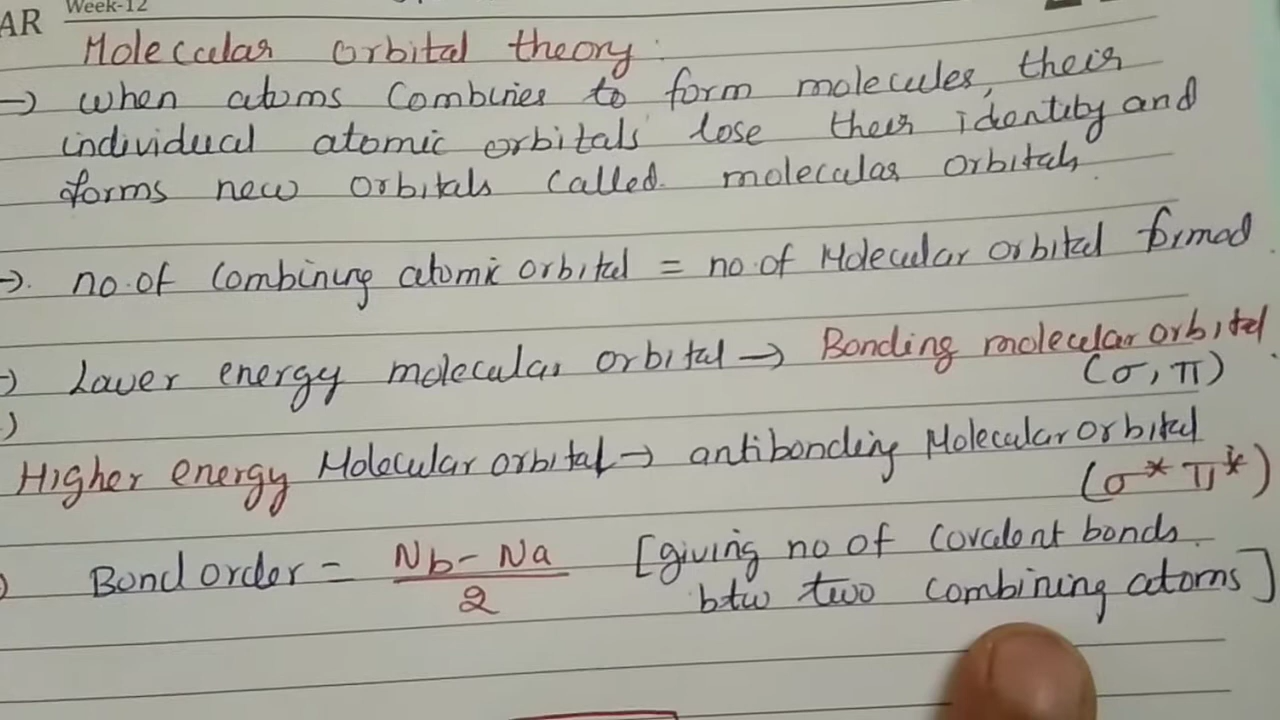 AR Week-12
Molecular orbital theory
→ when atoms Combines to form molecules, their
individual atomic orbitals lose their identity and
forms new orbitals called molecular orbitals.
→. no. of Combining atomic orbital = no. of Molecular orbital formed
→ Lower energy molecular orbital → Bonding molecular orbital
(σ, π)
Higher energy Molecular orbital → antibonding Molecular orbital
(σ* π*)
Bond order = Nb - Na / 2 [giving no of covalent bonds
btw two combining atoms]